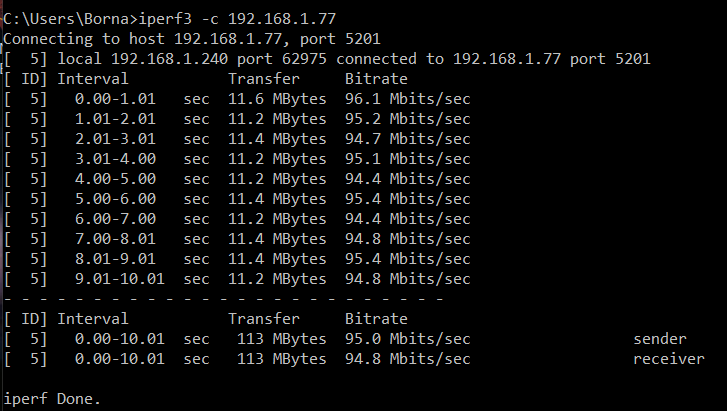 C:\Users\Borna>iperf3 -c 192.168.1.77
Connecting to host 192.168.1.77, port 5201
[  5] local 192.168.1.240 port 62975 connected to 192.168.1.77 port 5201
[ ID] Interval           Transfer     Bitrate
[  5]   0.00-1.01   sec  11.6 MBytes  96.1 Mbits/sec
[  5]   1.01-2.01   sec  11.2 MBytes  95.2 Mbits/sec
[  5]   2.01-3.01   sec  11.4 MBytes  94.7 Mbits/sec
[  5]   3.01-4.00   sec  11.2 MBytes  95.1 Mbits/sec
[  5]   4.00-5.00   sec  11.2 MBytes  94.4 Mbits/sec
[  5]   5.00-6.00   sec  11.4 MBytes  95.4 Mbits/sec
[  5]   6.00-7.00   sec  11.2 MBytes  94.4 Mbits/sec
[  5]   7.00-8.01   sec  11.4 MBytes  94.8 Mbits/sec
[  5]   8.01-9.01   sec  11.4 MBytes  95.4 Mbits/sec
[  5]   9.01-10.01  sec  11.2 MBytes  94.8 Mbits/sec
- - - - - - - - - - - - - - - - - - - - - - - - -
[ ID] Interval           Transfer     Bitrate
[  5]   0.00-10.01  sec   113 MBytes  95.0 Mbits/sec                  sender
[  5]   0.00-10.01  sec   113 MBytes  94.8 Mbits/sec                  receiver
iperf Done.